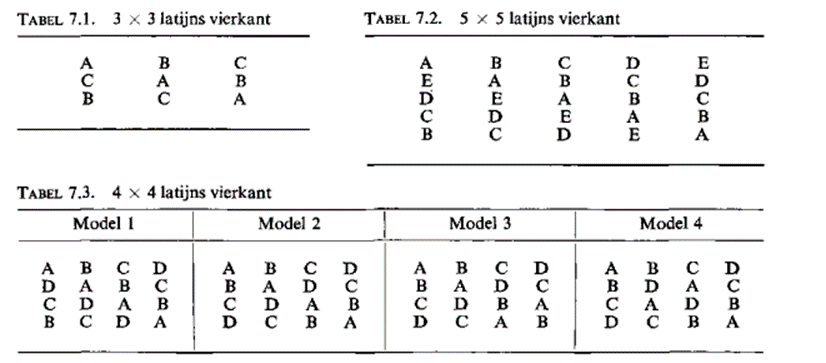 TABEL 7.1. 3 × 3 latijns vierkant
A B C
C A B
B C A
TABEL 7.2. 5 × 5 latijns vierkant
A B C D E
E A B C D
D E A B C
C D E A B
B C D E A
TABEL 7.3. 4 × 4 latijns vierkant
Model 1 Model 2 Model 3 Model 4
A B C D A B C D A B C D A B C D
D A B C B A D C B A D C B D A C
C D A B C D A B C D B A C A D B
B C D A D C B A D C A B D C B A